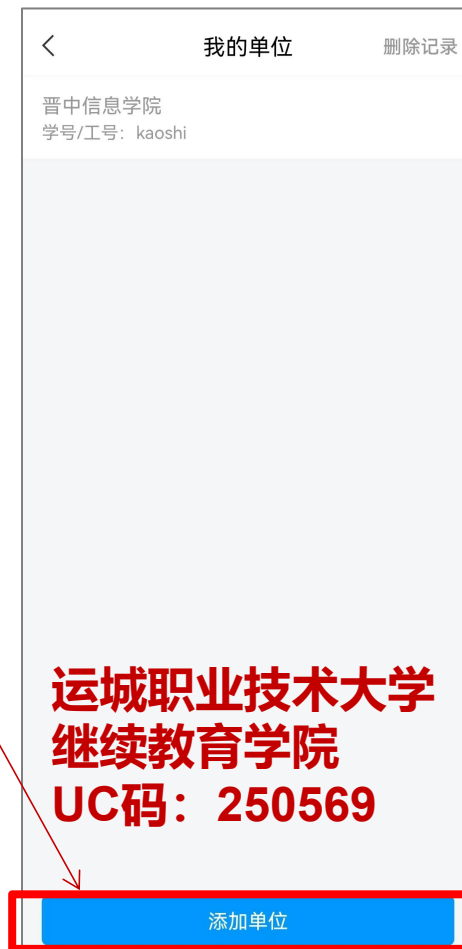 我的单位 删除记录
晋中信息学院
学号/工号：kaoshi
运城职业技术大学
继续教育学院
UC码：250569
添加单位